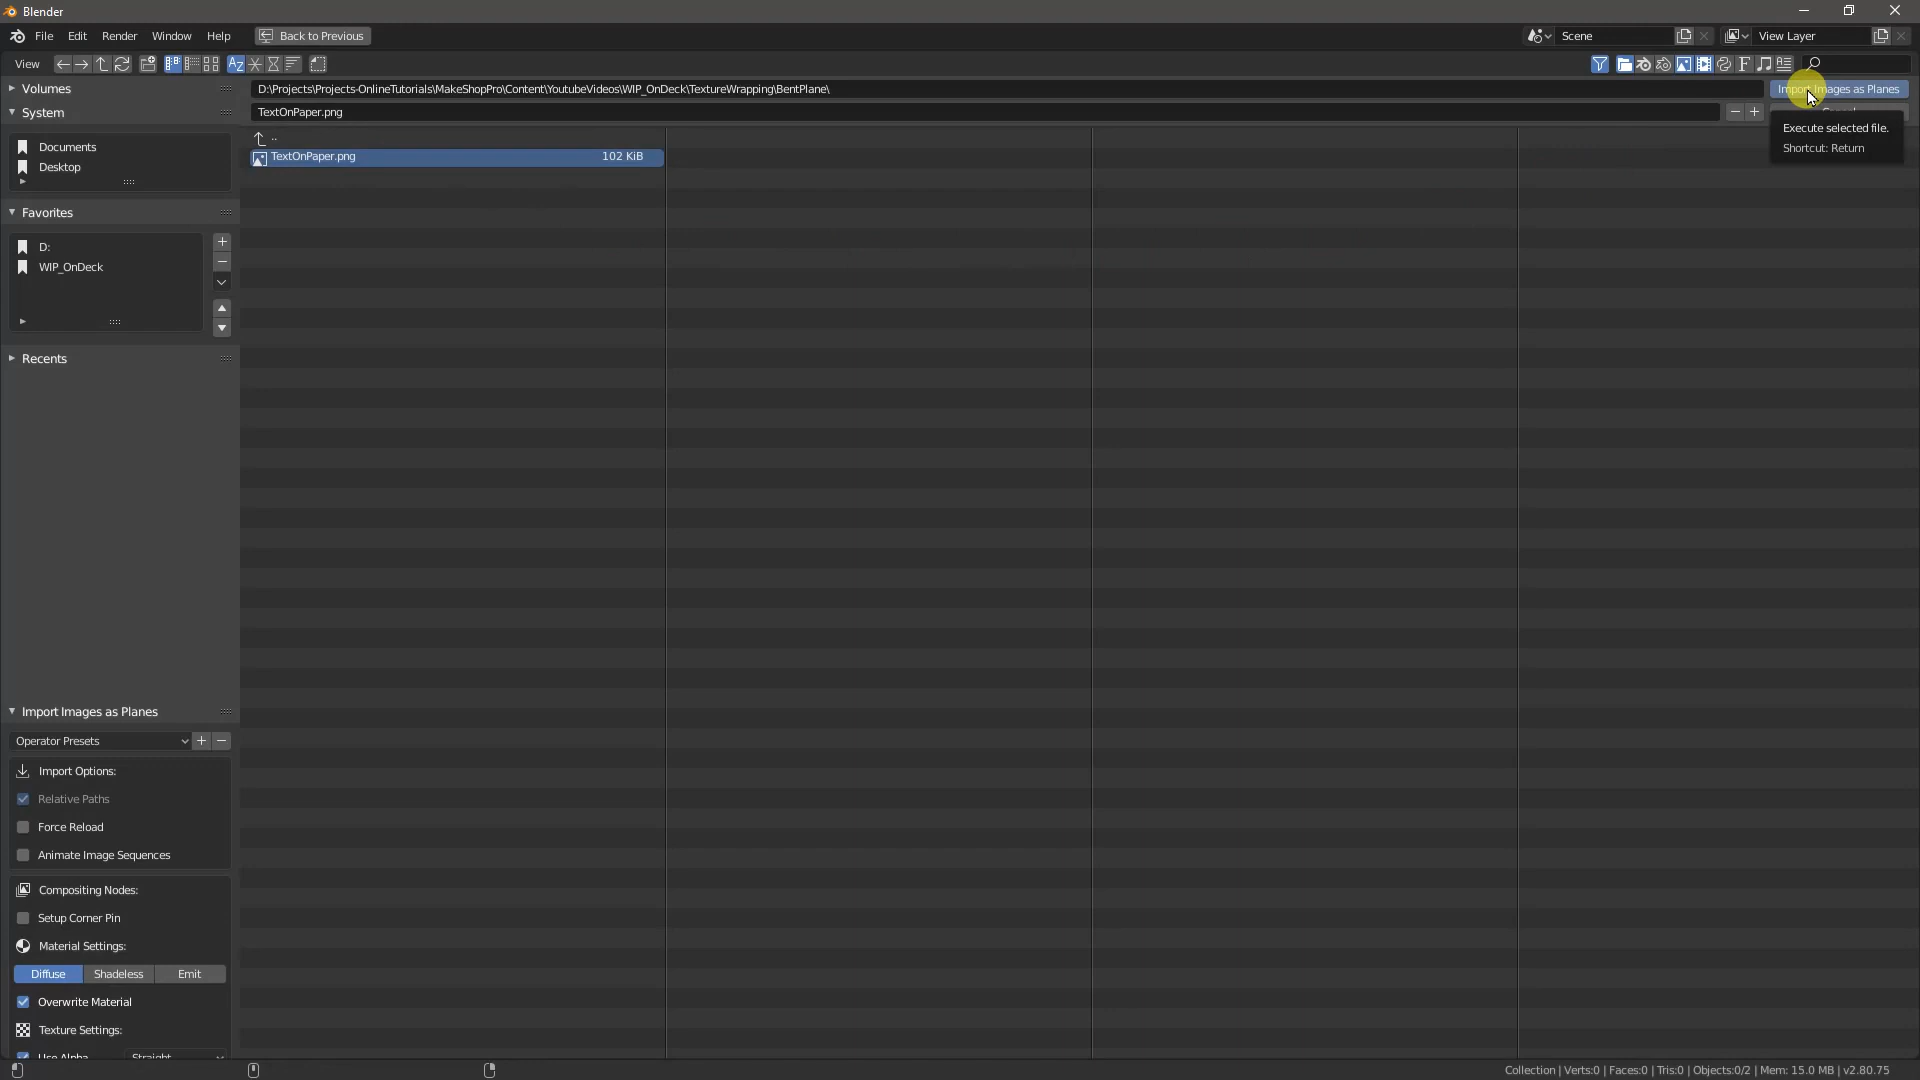 Blender
File Edit Render Window Help Back to Previous Scene View Layer
View
Volumes D:\Projects\Projects-OnlineTutorials\MakeShopPro\Content\YoutubeVideos\WIP_OnDeck\TextureWrapping\BentPlane\ Import Images as Planes
System TextOnPaper.png
..
Execute selected file.
Documents
Shortcut: Return
TextOnPaper.png 102 KiB
Desktop
Favorites
D:
WIP_OnDeck
Recents
Import Images as Planes
Operator Presets
Import Options:
Relative Paths
Force Reload
Animate Image Sequences
Compositing Nodes:
Setup Corner Pin
Material Settings:
Diffuse Shadeless Emit
Overwrite Material
Texture Settings:
Use Alpha Straight
Collection | Verts:0 | Faces:0 | Tris:0 | Objects:0/2 | Mem: 15.0 MB | v2.80.75